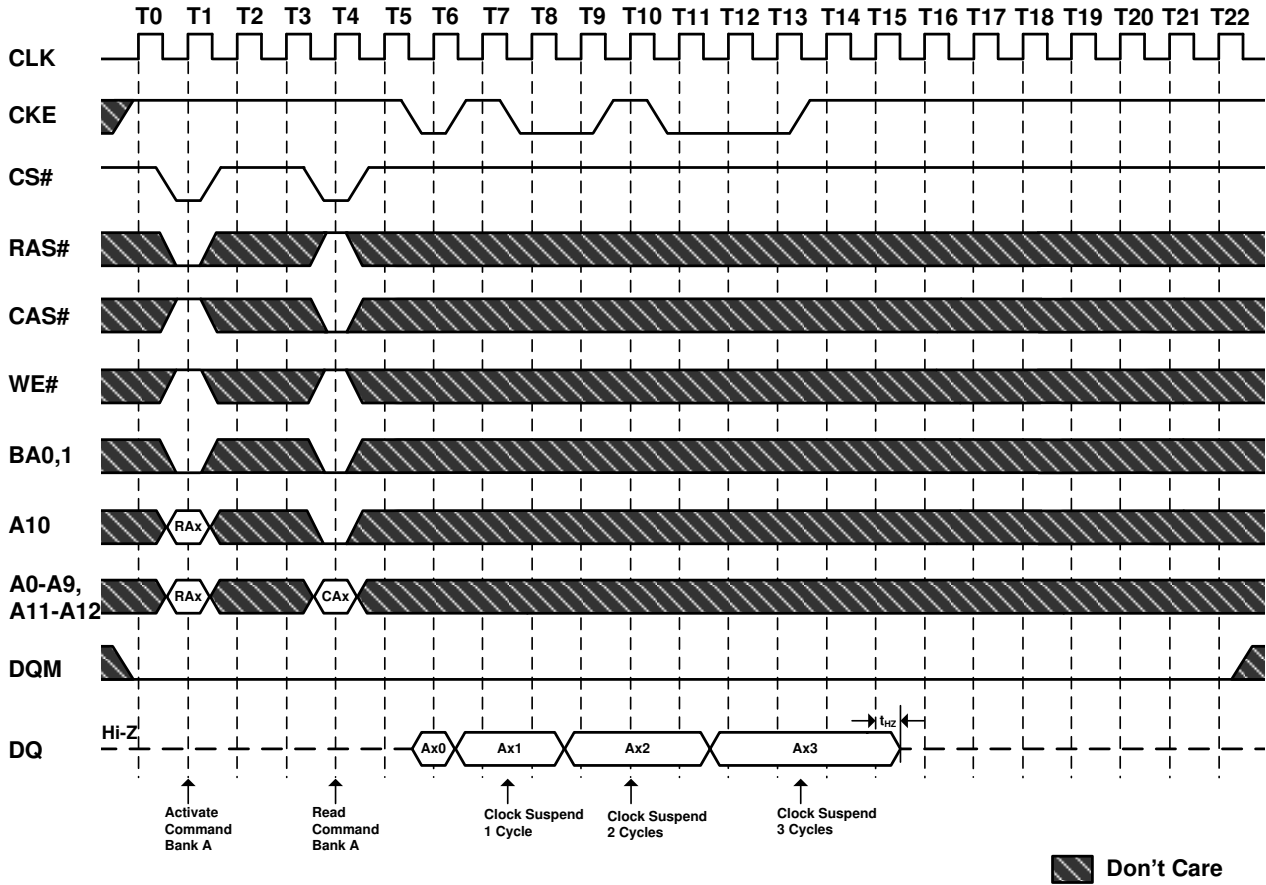 T0 T1 T2 T3 T4 T5 T6 T7 T8 T9 T10 T11 T12 T13 T14 T15 T16 T17 T18 T19 T20 T21 T22
CLK
CKE
CS#
RAS#
CAS#
WE#
BA0,1
A10
RAx
A0-A9,
A11-A12
RAx
CAx
DQM
tHZ
Hi-Z
DQ
Ax0
Ax1
Ax2
Ax3
Activate
Command
Bank A
Read
Command
Bank A
Clock Suspend
1 Cycle
Clock Suspend
2 Cycles
Clock Suspend
3 Cycles
Don't Care